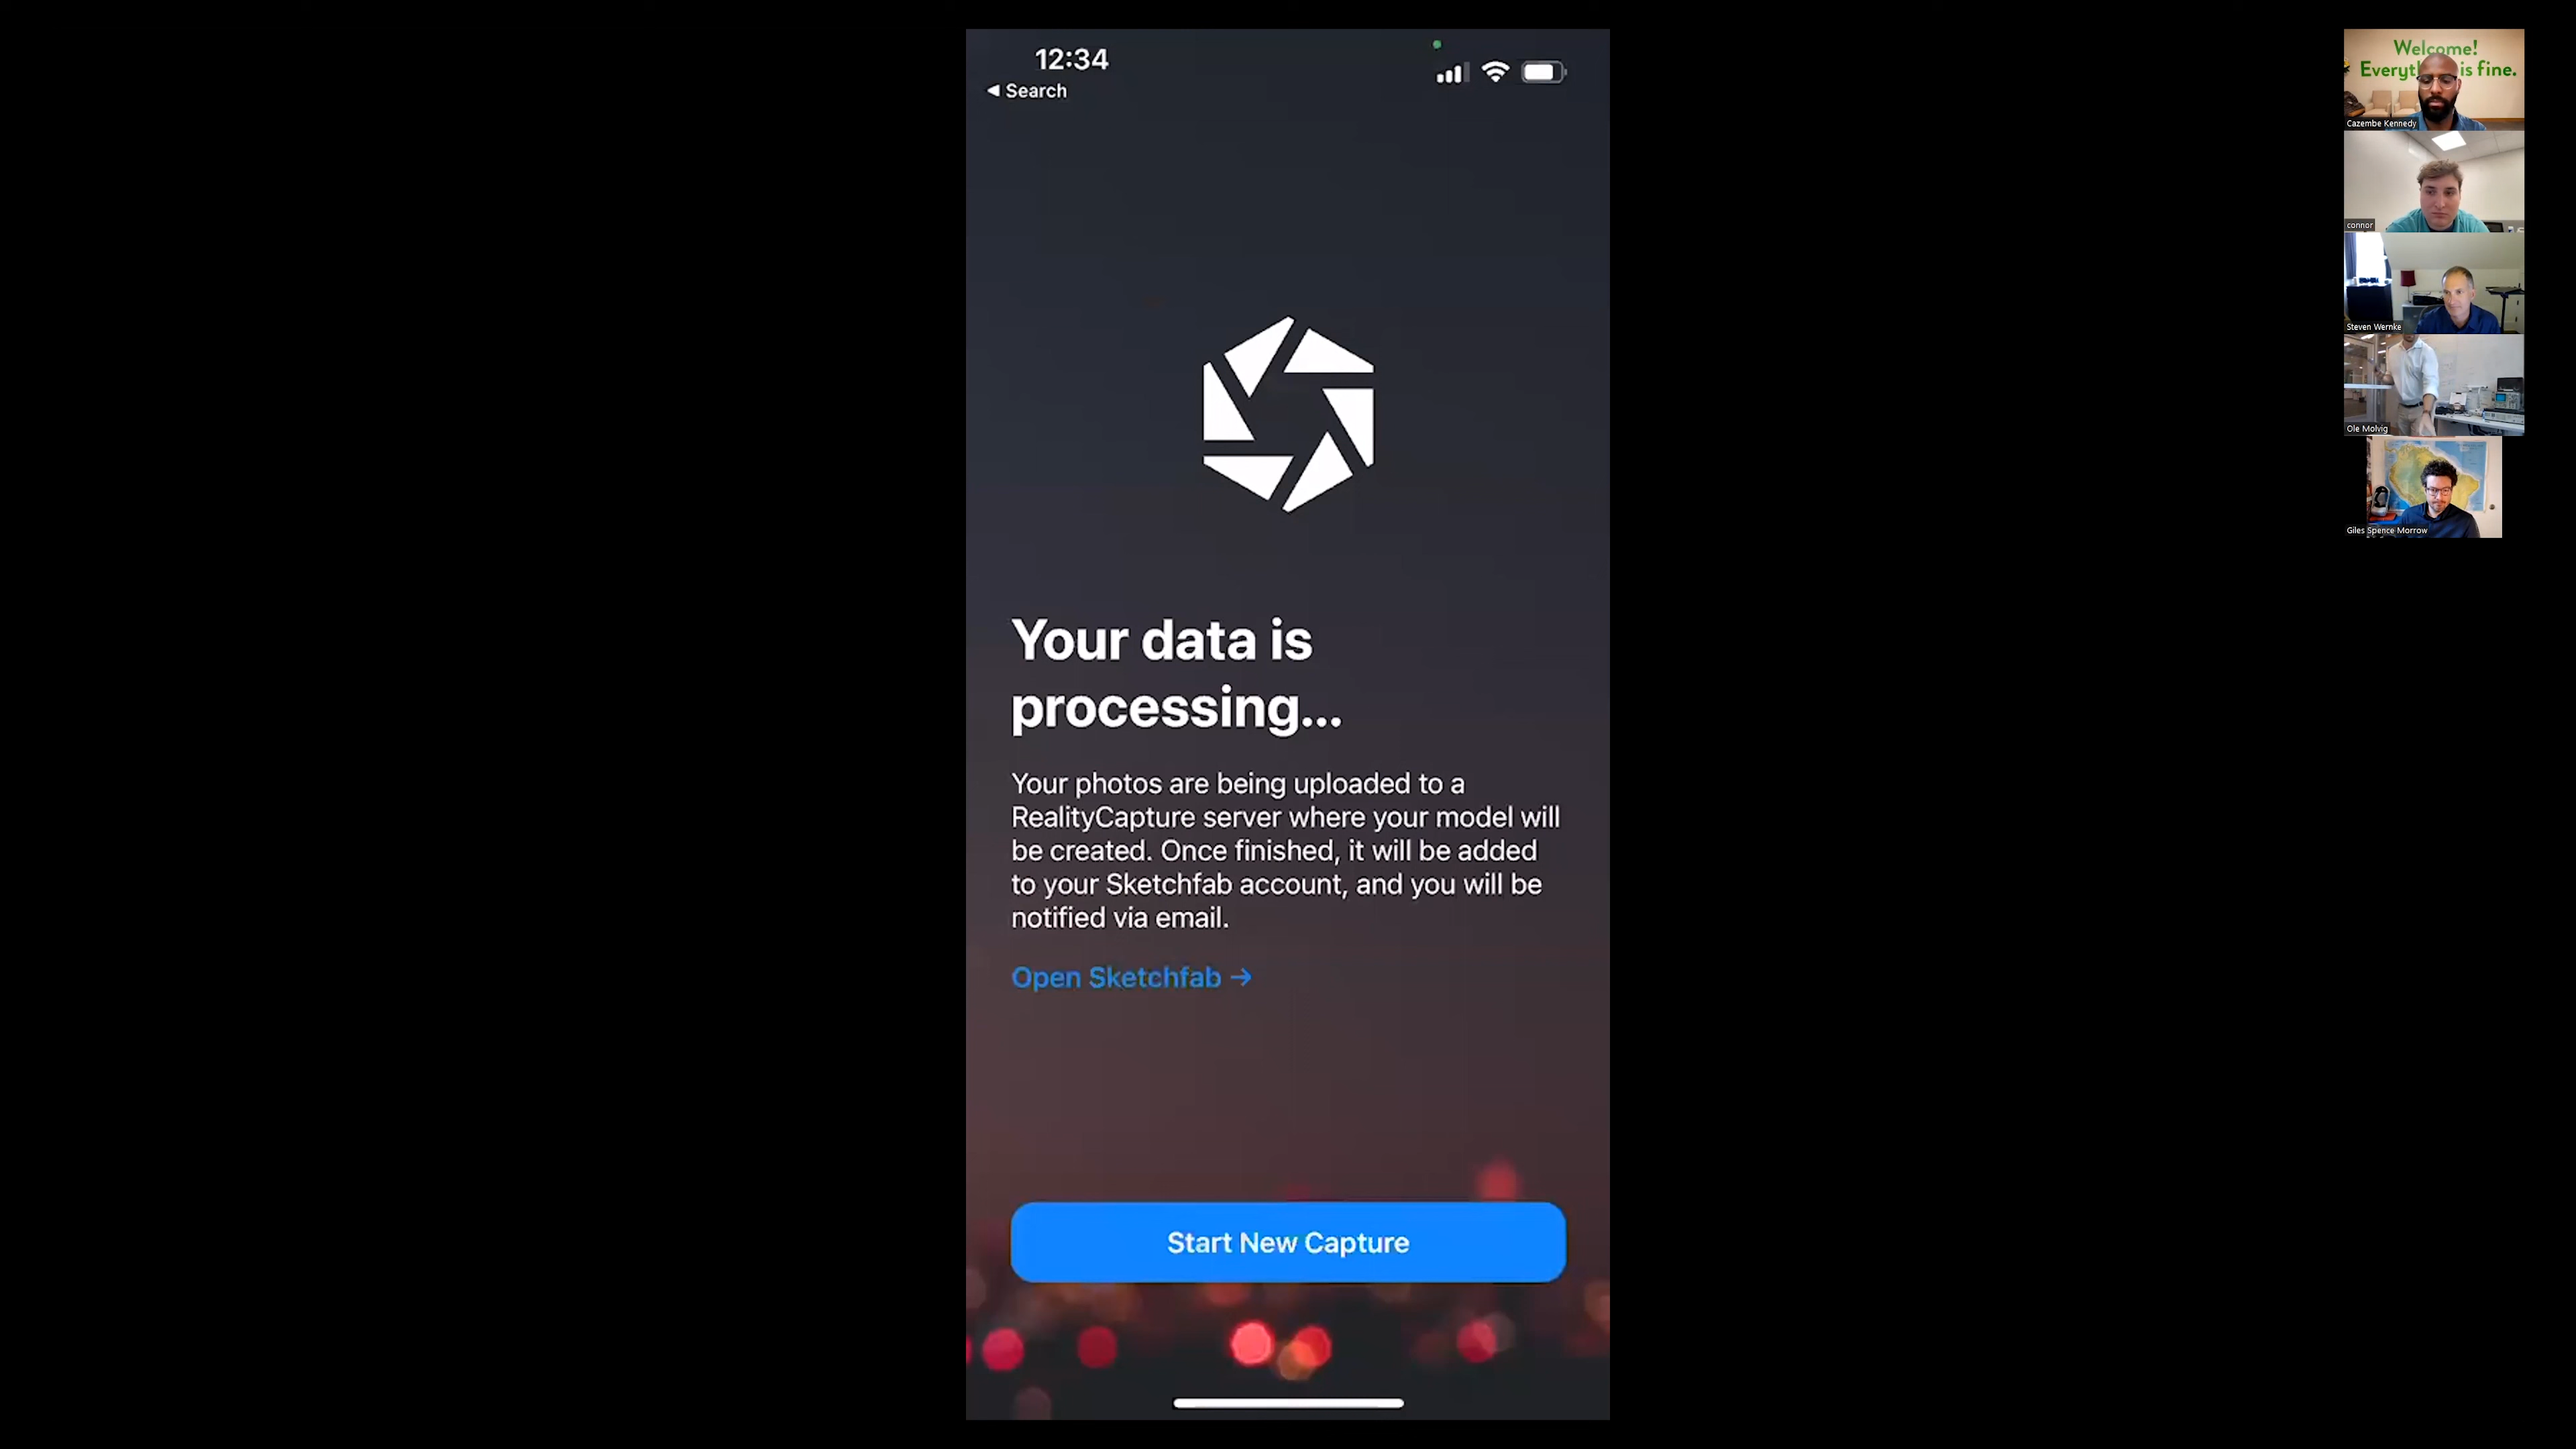 12:34
◀ Search
Your data is
processing...
Your photos are being uploaded to a
RealityCapture server where your model will
be created. Once finished, it will be added
to your Sketchfab account, and you will be
notified via email.
Open Sketchfab →
Start New Capture
Welcome!
Everyt is fine.
Cazembe Kennedy
connor
Steven Wernke
Ole Molvig
Giles Spence Morrow